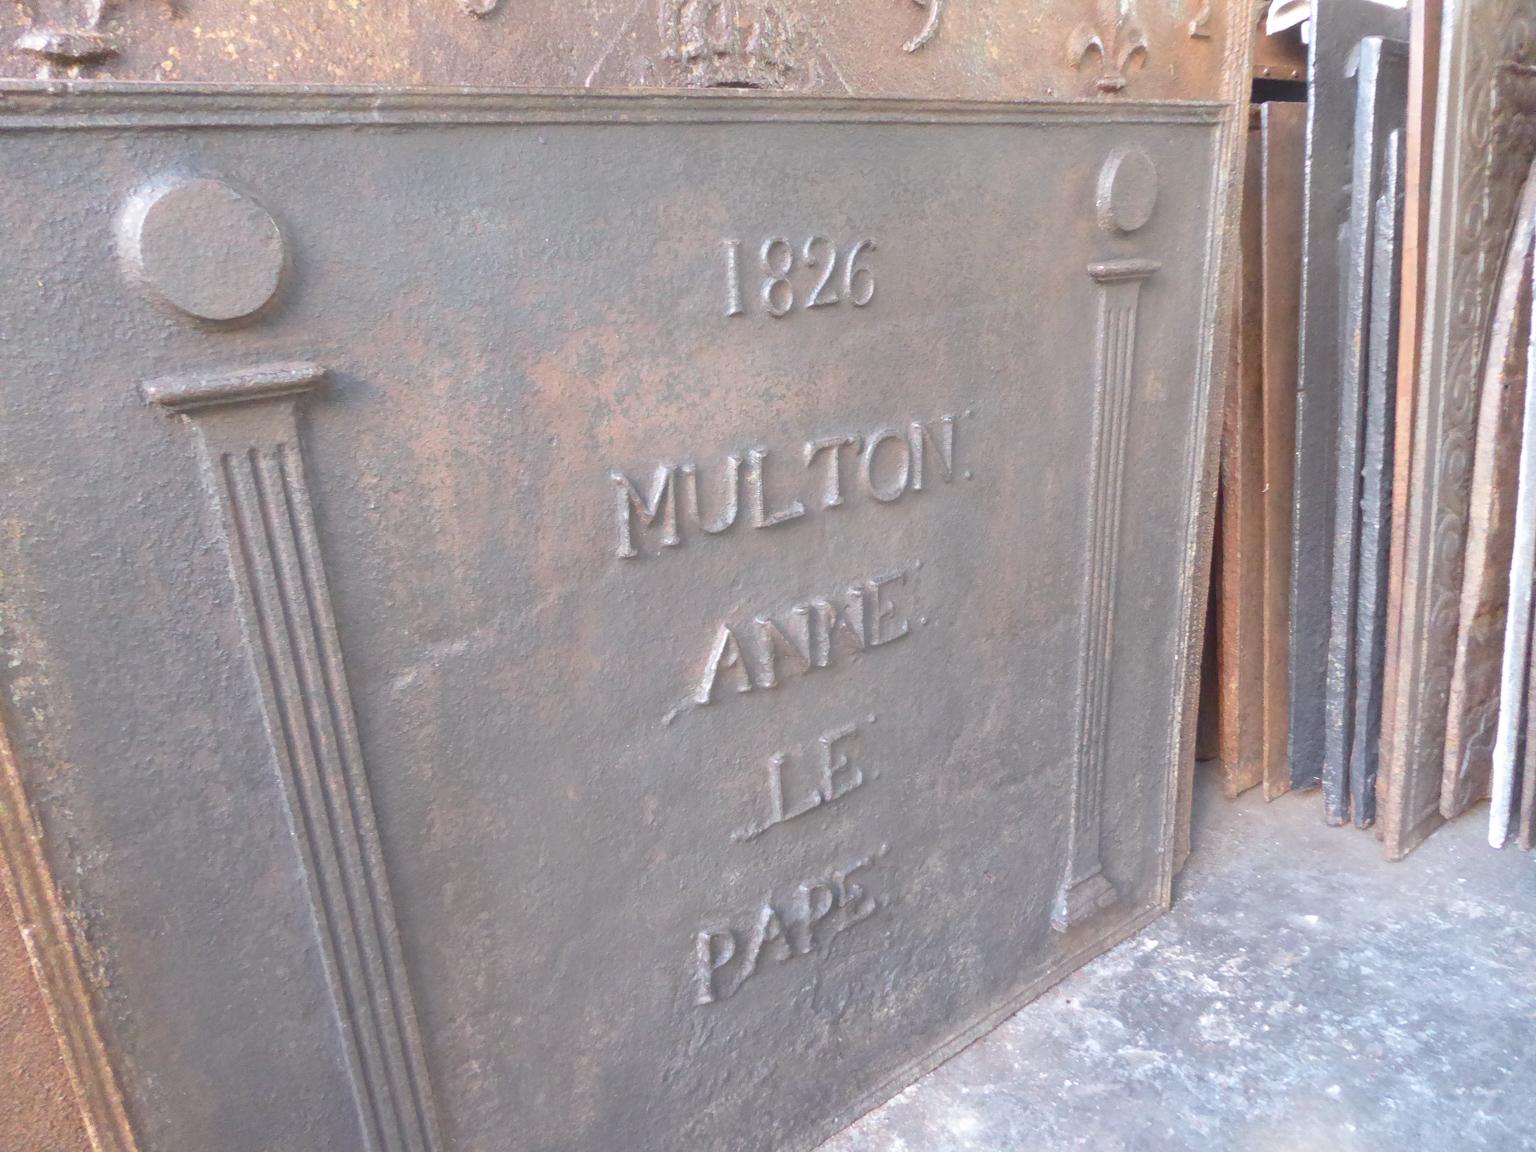 1826
MULTON.
ANNE.
LE.
PAPE.